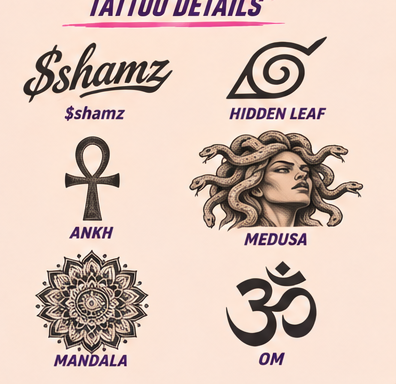 TATTOO DETAILS
$shamz
$shamz
HIDDEN LEAF
ANKH
MEDUSA
MANDALA
ॐ
OM